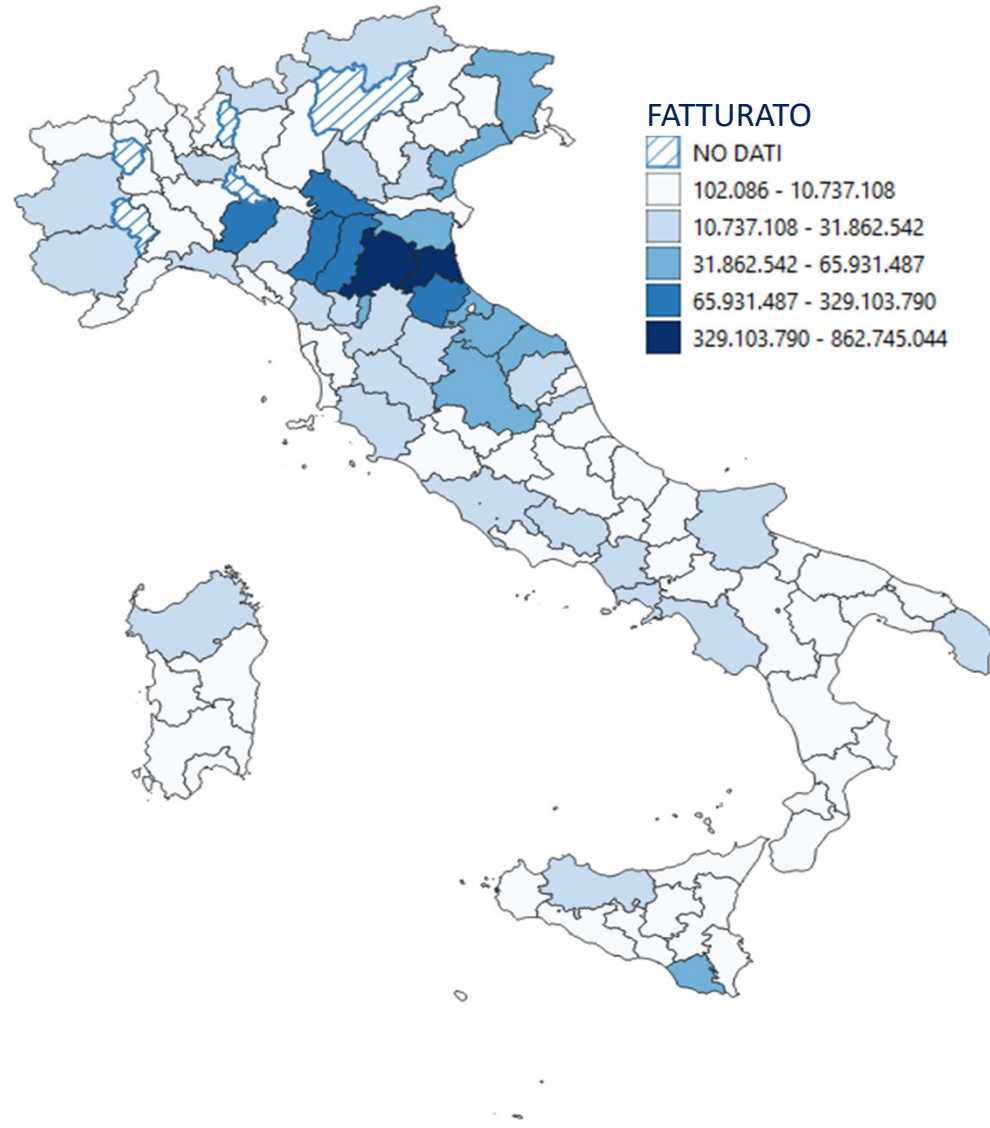 FATTURATO
NO DATI
102.086 - 10.737.108
10.737.108 - 31.862.542
31.862.542 - 65.931.487
65.931.487 - 329.103.790
329.103.790 - 862.745.044